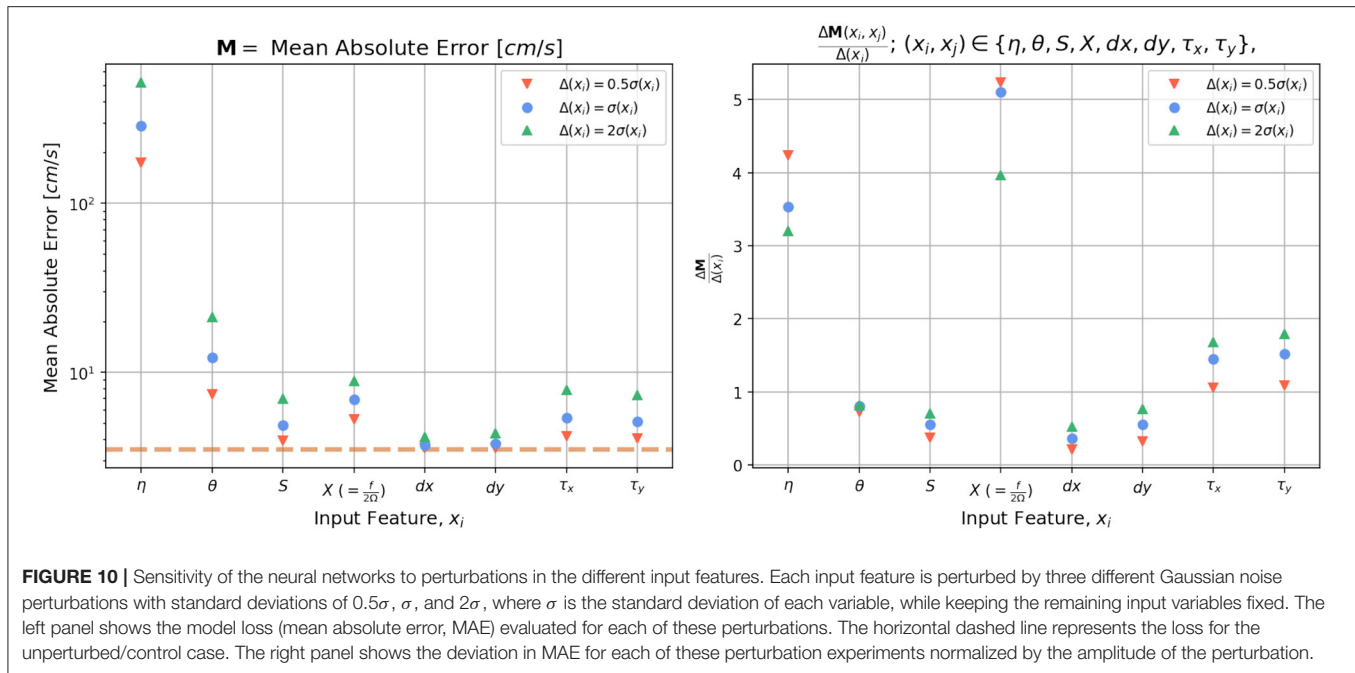 M = Mean Absolute Error [cm/s]
Mean Absolute Error [cm/s]
10²
10¹
Δ(xᵢ) = 0.5σ(xᵢ)
Δ(xᵢ) = σ(xᵢ)
Δ(xᵢ) = 2σ(xᵢ)
η θ S X (= f/2Ω) dx dy τₓ τᵧ
Input Feature, xᵢ
ΔM(xᵢ, xⱼ)/Δ(xᵢ); (xᵢ, xⱼ) ∈ {η, θ, S, X, dx, dy, τₓ, τᵧ},
ΔM/Δ(xᵢ)
5
4
3
2
1
0
Δ(xᵢ) = 0.5σ(xᵢ)
Δ(xᵢ) = σ(xᵢ)
Δ(xᵢ) = 2σ(xᵢ)
η θ S X (= f/2Ω) dx dy τₓ τᵧ
Input Feature, xᵢ
FIGURE 10 | Sensitivity of the neural networks to perturbations in the different input features. Each input feature is perturbed by three different Gaussian noise
perturbations with standard deviations of 0.5σ, σ, and 2σ, where σ is the standard deviation of each variable, while keeping the remaining input variables fixed. The
left panel shows the model loss (mean absolute error, MAE) evaluated for each of these perturbations. The horizontal dashed line represents the loss for the
unperturbed/control case. The right panel shows the deviation in MAE for each of these perturbation experiments normalized by the amplitude of the perturbation.